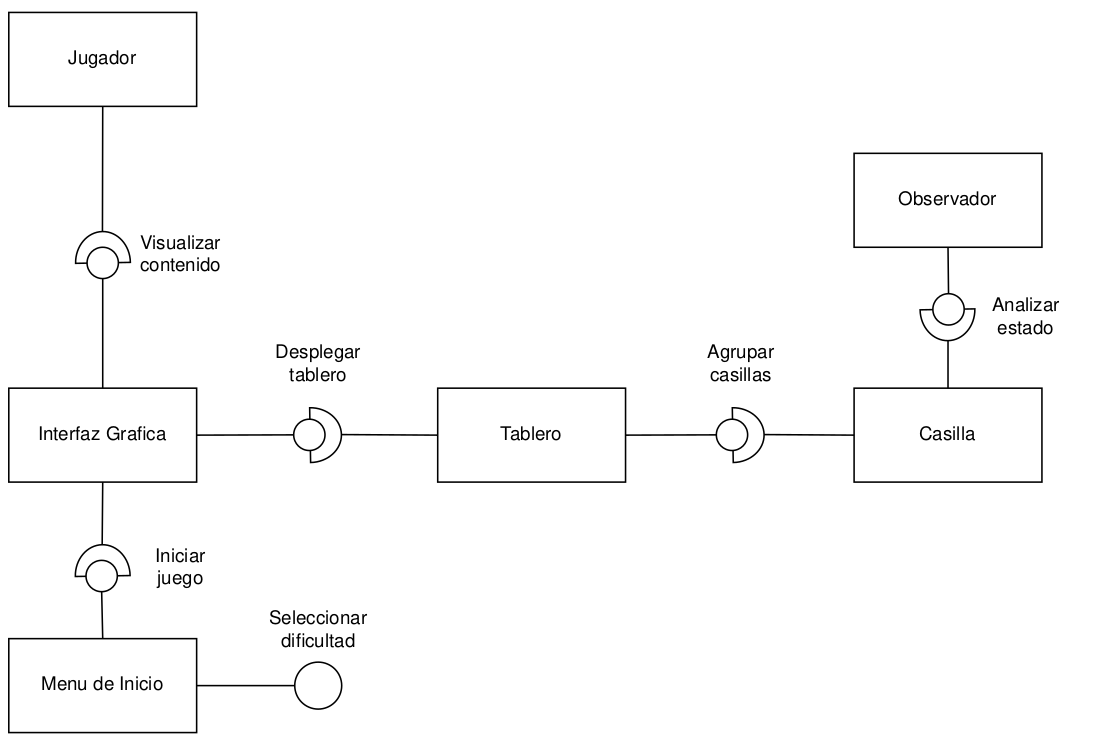 Jugador
Visualizar
contenido
Observador
Analizar
estado
Desplegar
tablero
Agrupar
casillas
Interfaz Grafica
Tablero
Casilla
Iniciar
juego
Seleccionar
dificultad
Menu de Inicio